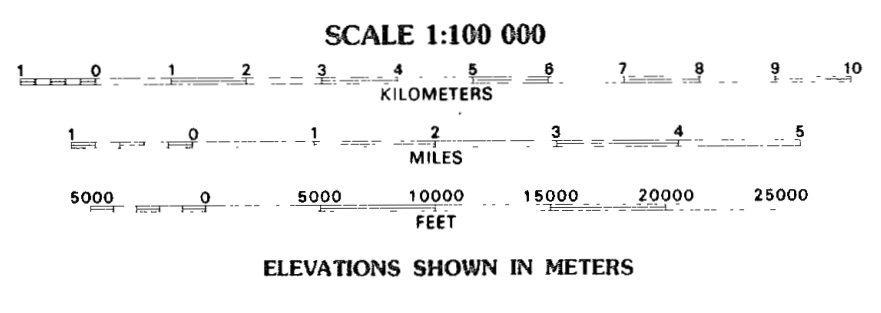 SCALE 1:100 000
1 0 1 2 3 4 5 6 7 8 9 10
KILOMETERS
1 0 1 2 3 4 5
MILES
5000 0 5000 10000 15000 20000 25000
FEET
ELEVATIONS SHOWN IN METERS